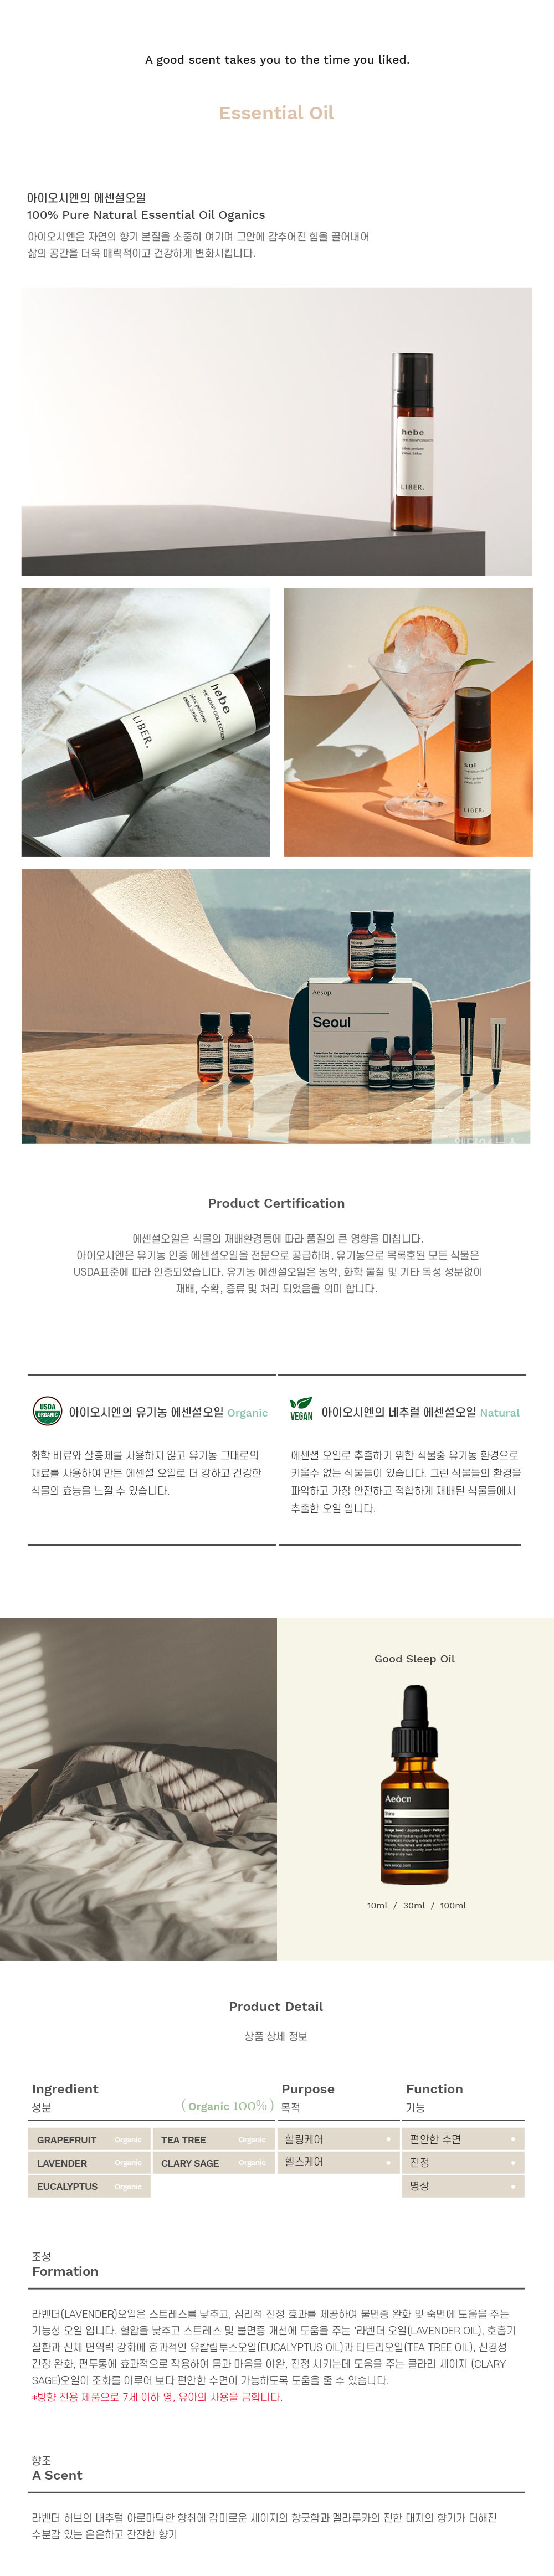 A good scent takes you to the time you liked.
Essential Oil
아이오시엔의 에센셜오일
100% Pure Natural Essential Oil Oganics
아이오시엔은 자연의 향기 본질을 소중히 여기며 그안에 감추어진 힘을 끌어내어
삶의 공간을 더욱 매력적이고 건강하게 변화시킵니다.
hebe
LIBER.
hebe
THE SOAP COLLECTION
LIBER.
sol
LIBER.
Aesop.
Seoul
Product Certification
에센셜오일은 식물의 재배환경등에 따라 품질의 큰 영향을 미칩니다.
아이오시엔은 유기농 인증 에센셜오일을 전문으로 공급하며, 유기농으로 목록호된 모든 식물은
USDA표준에 따라 인증되었습니다. 유기농 에센셜오일은 농약, 화학 물질 및 기타 독성 성분없이
재배, 수확, 증류 및 처리 되었음을 의미 합니다.
USDA
ORGANIC
아이오시엔의 유기농 에센셜오일 Organic
화학 비료와 살충제를 사용하지 않고 유기농 그대로의
재료를 사용하여 만든 에센셜 오일로 더 강하고 건강한
식물의 효능을 느낄 수 있습니다.
VEGAN
아이오시엔의 네추럴 에센셜오일 Natural
에센셜 오일로 추출하기 위한 식물중 유기농 환경으로
키울수 없는 식물들이 있습니다. 그런 식물들의 환경을
파악하고 가장 안전하고 적합하게 재배된 식물들에서
추출한 오일 입니다.
Good Sleep Oil
Aeòcn
10ml / 30ml / 100ml
Product Detail
상품 상세 정보
Ingredient
성분
( Organic 100% )
GRAPEFRUIT Organic
TEA TREE Organic
LAVENDER Organic
CLARY SAGE Organic
EUCALYPTUS Organic
Purpose
목적
힐링케어
헬스케어
Function
기능
편안한 수면
진정
명상
조성
Formation
라벤더(LAVENDER)오일은 스트레스를 낮추고, 심리적 진정 효과를 제공하여 불면증 완화 및 숙면에 도움을 주는
기능성 오일 입니다. 혈압을 낮추고 스트레스 및 불면증 개선에 도움을 주는 '라벤더 오일(LAVENDER OIL), 호흡기
질환과 신체 면역력 강화에 효과적인 유칼립투스오일(EUCALYPTUS OIL)과 티트리오일(TEA TREE OIL), 신경성
긴장 완화, 편두통에 효과적으로 작용하여 몸과 마음을 이완, 진정 시키는데 도움을 주는 클라리 세이지 (CLARY
SAGE)오일이 조화를 이루어 보다 편안한 수면이 가능하도록 도움을 줄 수 있습니다.
*방향 전용 제품으로 7세 이하 영, 유아의 사용을 금합니다.
향조
A Scent
라벤더 허브의 내추럴 아로마틱한 향취에 감미로운 세이지의 향긋함과 멜라루카의 진한 대지의 향기가 더해진
수분감 있는 은은하고 잔잔한 향기